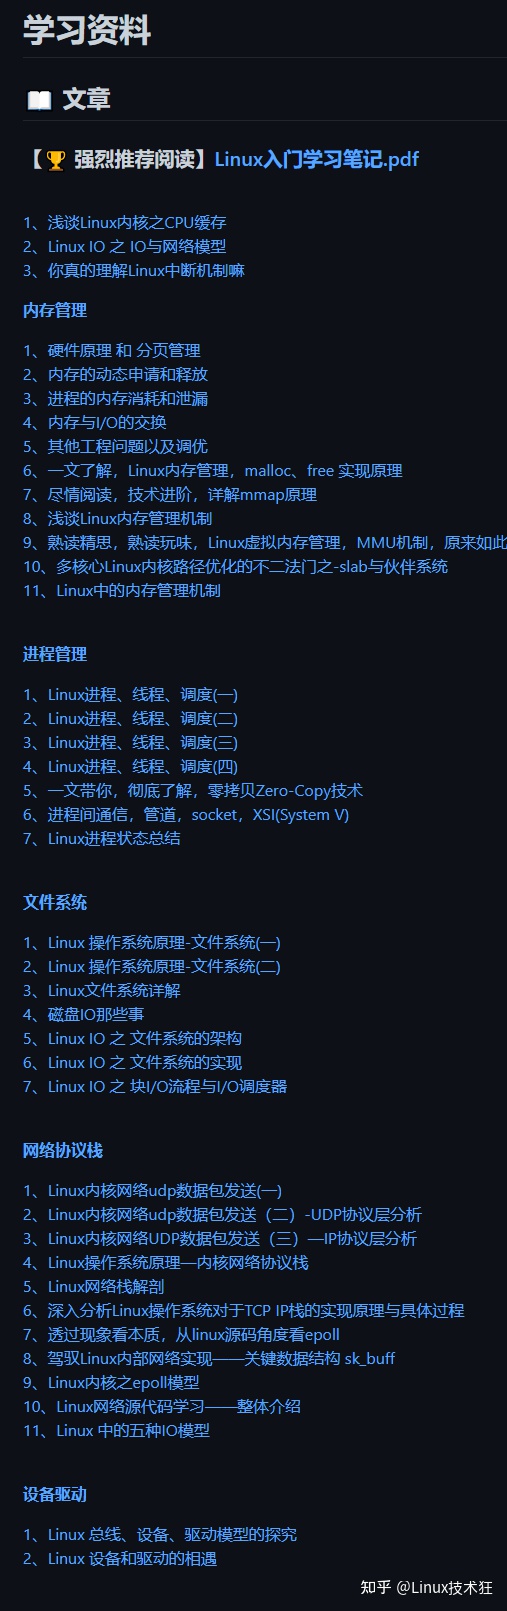 学习资料
📖 文章
【🏆 强烈推荐阅读】Linux入门学习笔记.pdf
1、浅谈Linux内核之CPU缓存
2、Linux IO 之 IO与网络模型
3、你真的理解Linux中断机制嘛
内存管理
1、硬件原理 和 分页管理
2、内存的动态申请和释放
3、进程的内存消耗和泄漏
4、内存与I/O的交换
5、其他工程问题以及调优
6、一文了解，Linux内存管理，malloc、free 实现原理
7、尽情阅读，技术进阶，详解mmap原理
8、浅谈Linux内存管理机制
9、熟读精思，熟读玩味，Linux虚拟内存管理，MMU机制，原来如此
10、多核心Linux内核路径优化的不二法门之-slab与伙伴系统
11、Linux中的内存管理机制
进程管理
1、Linux进程、线程、调度(一)
2、Linux进程、线程、调度(二)
3、Linux进程、线程、调度(三)
4、Linux进程、线程、调度(四)
5、一文带你，彻底了解，零拷贝Zero-Copy技术
6、进程间通信，管道，socket，XSI(System V)
7、Linux进程状态总结
文件系统
1、Linux 操作系统原理-文件系统(一)
2、Linux 操作系统原理-文件系统(二)
3、Linux文件系统详解
4、磁盘IO那些事
5、Linux IO 之 文件系统的架构
6、Linux IO 之 文件系统的实现
7、Linux IO 之 块I/O流程与I/O调度器
网络协议栈
1、Linux内核网络udp数据包发送(一)
2、Linux内核网络udp数据包发送（二）-UDP协议层分析
3、Linux内核网络UDP数据包发送（三）—IP协议层分析
4、Linux操作系统原理—内核网络协议栈
5、Linux网络栈解剖
6、深入分析Linux操作系统对于TCP IP栈的实现原理与具体过程
7、透过现象看本质，从linux源码角度看epoll
8、驾驭Linux内部网络实现——关键数据结构 sk_buff
9、Linux内核之epoll模型
10、Linux网络源代码学习——整体介绍
11、Linux 中的五种IO模型
设备驱动
1、Linux 总线、设备、驱动模型的探究
2、Linux 设备和驱动的相遇
知乎 @Linux技术狂